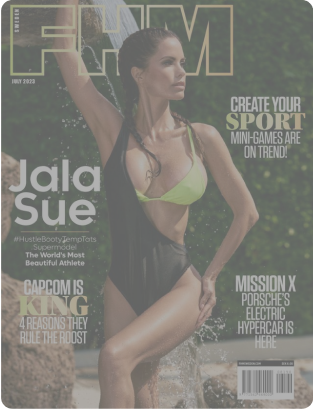 SWEDEN
FHM
JULY 2023
CREATE YOUR
SPORT
MINI-GAMES ARE
ON TREND!
Jala
Sue
#HustleBootyTempTats
Supermodel
The World's Most
Beautiful Athlete
CAPCOM IS
KING
4 REASONS THEY
RULE THE ROOST
MISSION X
PORSCHE'S
ELECTRIC
HYPERCAR IS
HERE